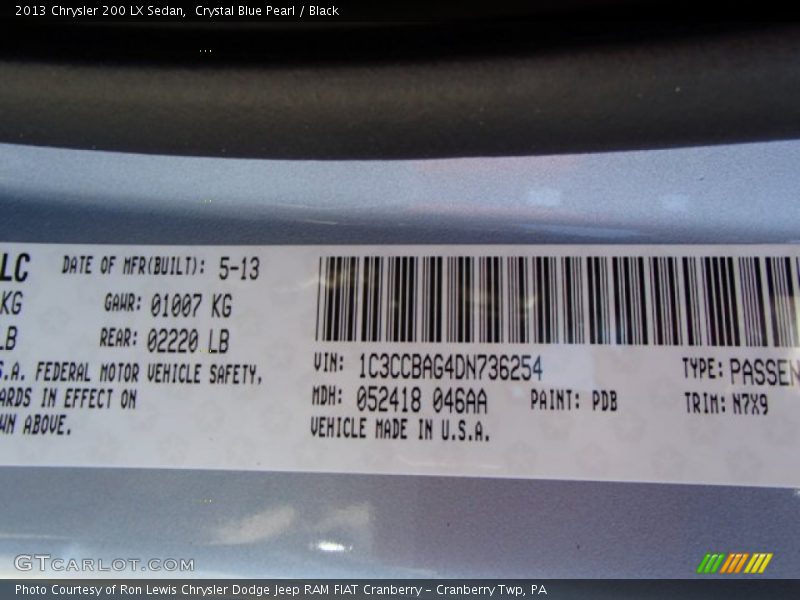 2013 Chrysler 200 LX Sedan, Crystal Blue Pearl / Black
LC DATE OF MFR(BUILT): 5-13
KG GAWR: 01007 KG
LB REAR: 02220 LB
S.A. FEDERAL MOTOR VEHICLE SAFETY,
ARDS IN EFFECT ON
WN ABOVE.
VIN: 1C3CCBAG4DN736254 TYPE: PASSEN
MDH: 052418 046AA PAINT: PDB TRIM: N7X9
VEHICLE MADE IN U.S.A.
GTCARLOT.COM
Photo Courtesy of Ron Lewis Chrysler Dodge Jeep RAM FIAT Cranberry - Cranberry Twp, PA